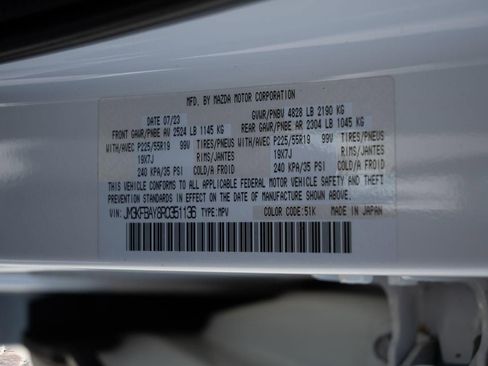 MFD. BY MAZDA MOTOR CORPORATION
DATE 07/23 GVWR/PNBV 4828 LB 2190 KG
FRONT GAWR/PNBE AV 2524 LB 1145 KG REAR GAWR/PNBE AR 2304 LB 1045 KG
WITH/AVEC P225/55R19 99V TIRES/PNEUS WITH/AVEC P225/55R19 99V TIRES/PNEUS
19X7J RIMS/JANTES 19X7J RIMS/JANTES
240 KPA/35 PSI COLD/A FROID 240 KPA/35 PSI COLD/A FROID
THIS VEHICLE CONFORMS TO ALL APPLICABLE FEDERAL MOTOR VEHICLE SAFETY AND THEFT
PREVENTION STANDARDS IN EFFECT ON THE DATE OF MANUFACTURE SHOWN ABOVE.
VIN: JM3KFBAY8R0351136 TYPE:MPV COLOR CODE:51K MADE IN JAPAN